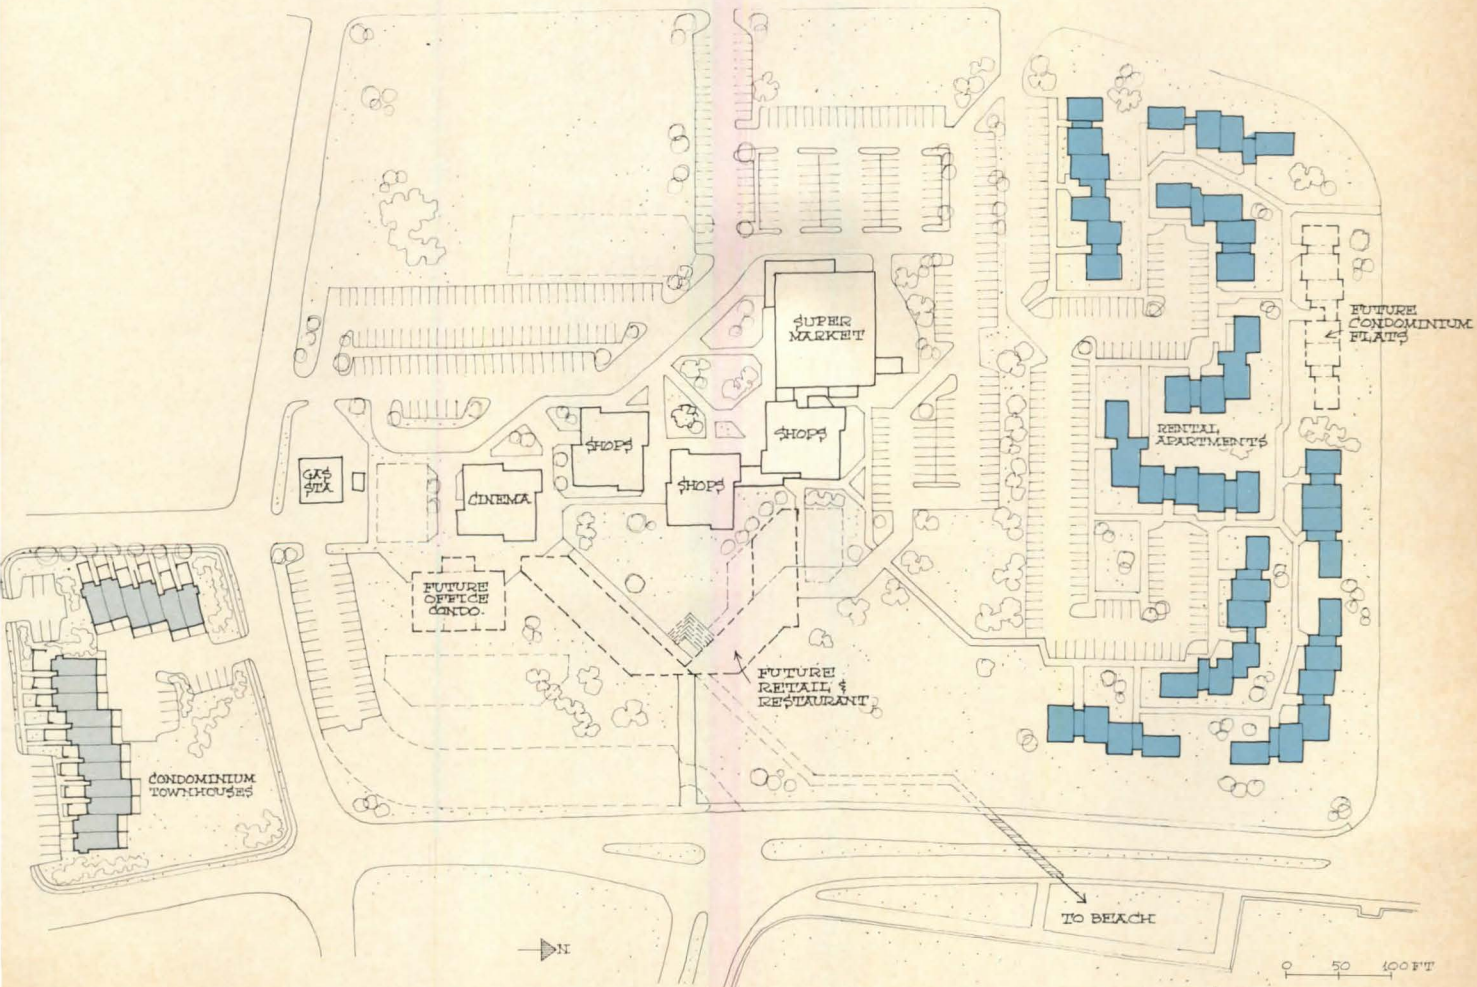 SUPER
MARKET
FUTURE
CONDOMINIUM
FLATS
SHOPS
SHOPS
RENTAL
APARTMENTS
GAS
STA.
CINEMA
SHOPS
FUTURE
OFFICE
CONDO.
FUTURE
RETAIL &
RESTAURANT
CONDOMINIUM
TOWNHOUSES
TO BEACH
N
0 50 100 FT